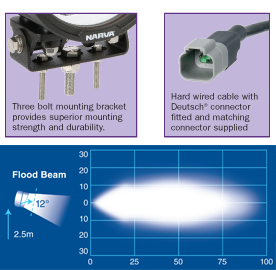 NARVA
Three bolt mounting bracket
provides superior mounting
strength and durability.
Hard wired cable with
Deutsch® connector
fitted and matching
connector supplied
Flood Beam
12°
2.5m
30
20
10
0
10
20
30
0 25 50 75 100